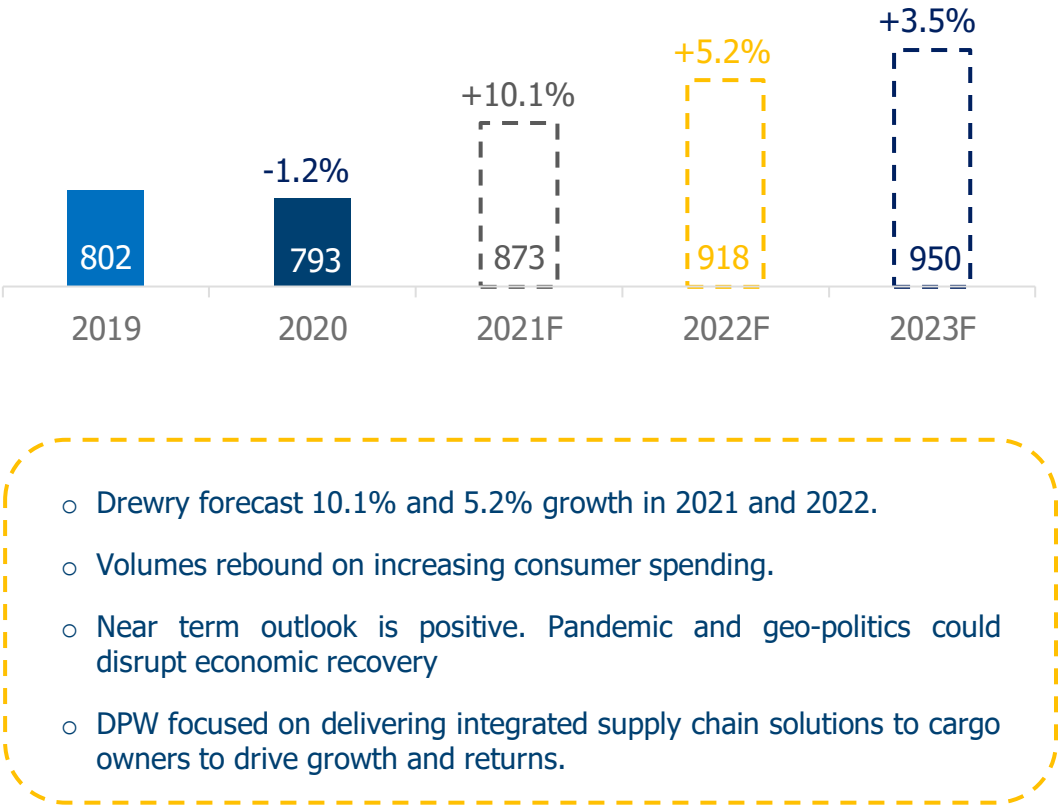 +3.5%
+5.2%
+10.1%
-1.2%
802
793
873
918
950
2019
2020
2021F
2022F
2023F
o Drewry forecast 10.1% and 5.2% growth in 2021 and 2022.
o Volumes rebound on increasing consumer spending.
o Near term outlook is positive. Pandemic and geo-politics could
disrupt economic recovery
o DPW focused on delivering integrated supply chain solutions to cargo
owners to drive growth and returns.